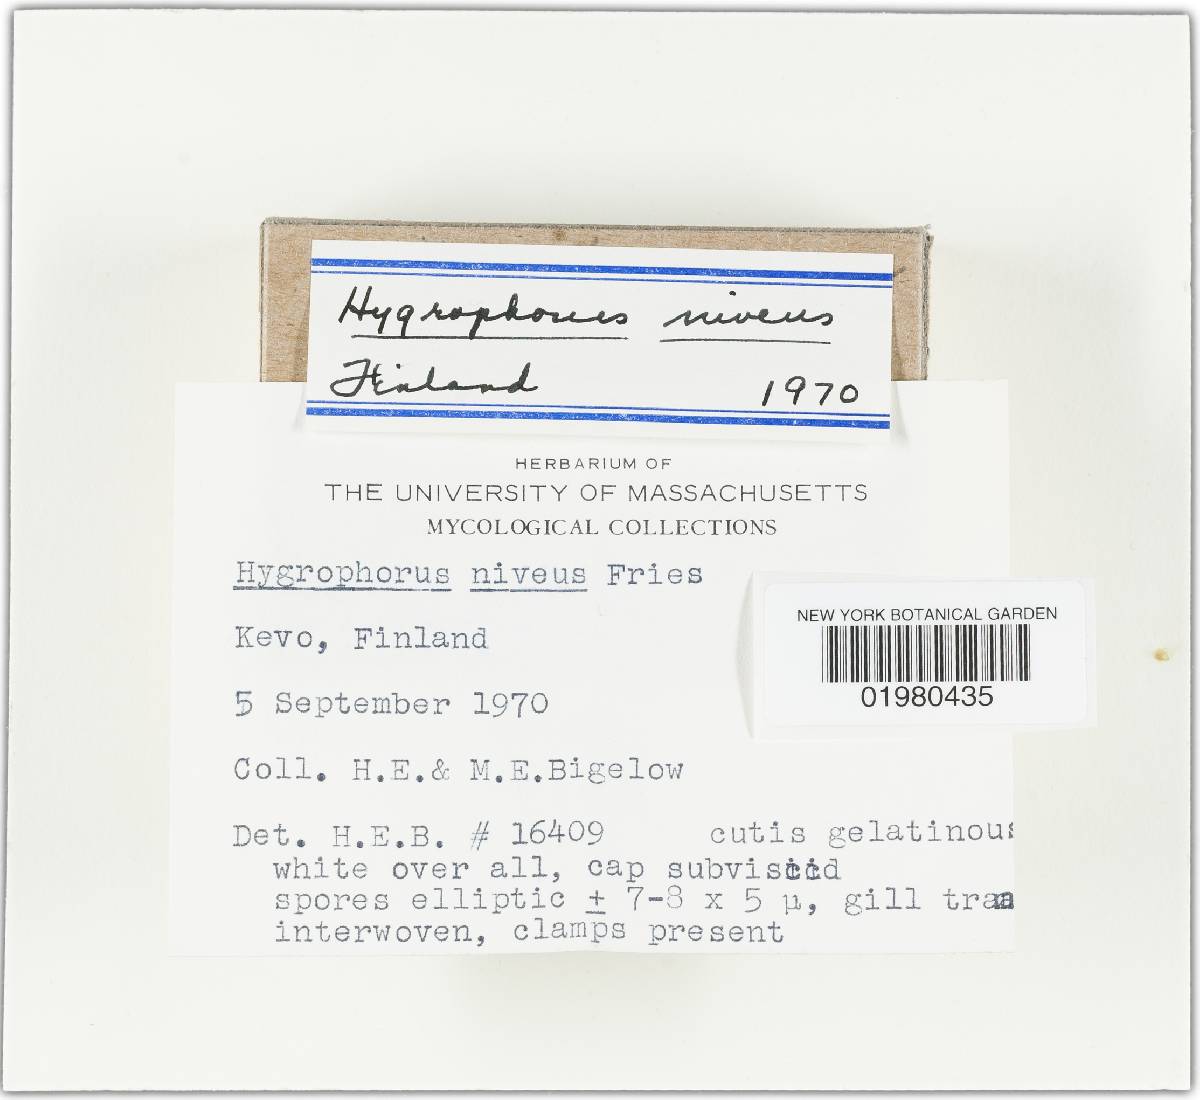 Hygrophorus niveus
Finland 1970
HERBARIUM OF
THE UNIVERSITY OF MASSACHUSETTS
MYCOLOGICAL COLLECTIONS
Hygrophorus niveus Fries
Kevo, Finland
5 September 1970
Coll. H.E.& M.E.Bigelow
Det. H.E.B. # 16409 cutis gelatinous
white over all, cap subviscid
spores elliptic ± 7-8 x 5 µ, gill
interwoven, clamps present
NEW YORK BOTANICAL GARDEN
01980435